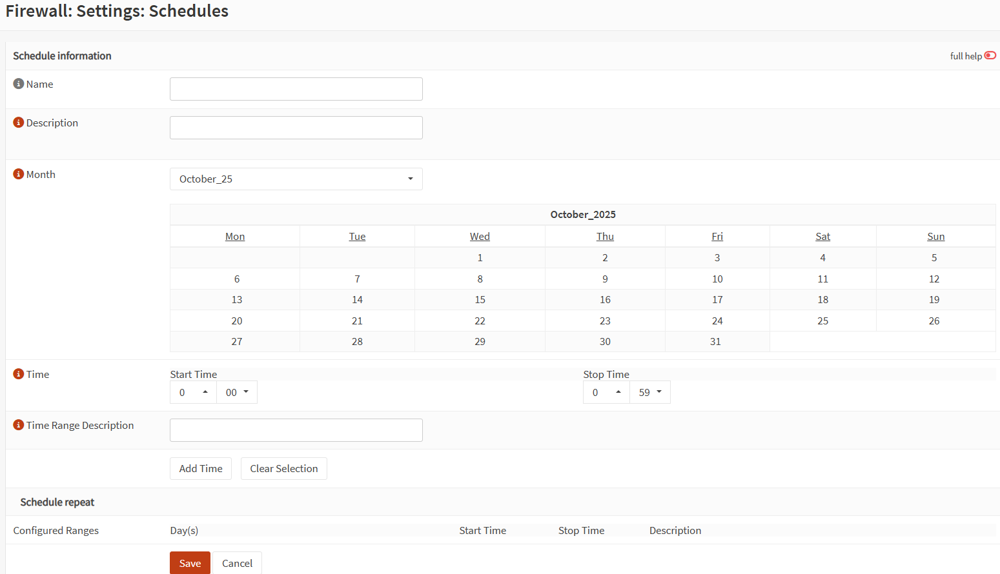 Firewall: Settings: Schedules
Schedule information
full help
Name
Description
Month
October_25
October_2025
Mon Tue Wed Thu Fri Sat Sun
1 2 3 4 5
6 7 8 9 10 11 12
13 14 15 16 17 18 19
20 21 22 23 24 25 26
27 28 29 30 31
Time
Start Time Stop Time
0 00 0 59
Time Range Description
Add Time Clear Selection
Schedule repeat
Configured Ranges Day(s) Start Time Stop Time Description
Save Cancel